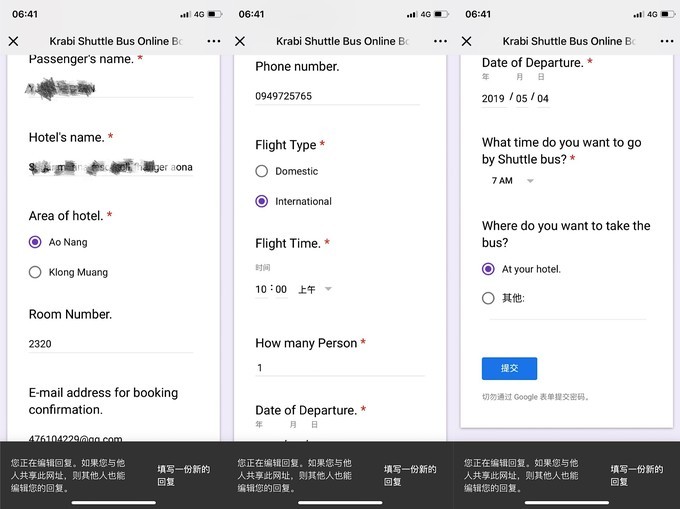 06:41
4G
Krabi Shuttle Bus Online Bo
Passenger's name. *
Hotel's name. *
aona
Area of hotel. *
Ao Nang
Klong Muang
Room Number.
2320
E-mail address for booking
confirmation.
476104229@qq.com
您正在编辑回复。如果您与他
人共享此网址，则其他人也能
编辑您的回复。
填写一份新的
回复
06:41
4G
Krabi Shuttle Bus Online Bo
Phone number.
0949725765
Flight Type *
Domestic
International
Flight Time. *
时间
10 : 00 上午
How many Person *
1
Date of Departure. *
年 月 日
您正在编辑回复。如果您与他
人共享此网址，则其他人也能
编辑您的回复。
填写一份新的
回复
06:41
4G
Krabi Shuttle Bus Online Bo
Date of Departure. *
年 月 日
2019 / 05 / 04
What time do you want to go
by Shuttle bus? *
7 AM
Where do you want to take the
bus?
At your hotel.
其他:
提交
切勿通过 Google 表单提交密码。
您正在编辑回复。如果您与他
人共享此网址，则其他人也能
编辑您的回复。
填写一份新的
回复